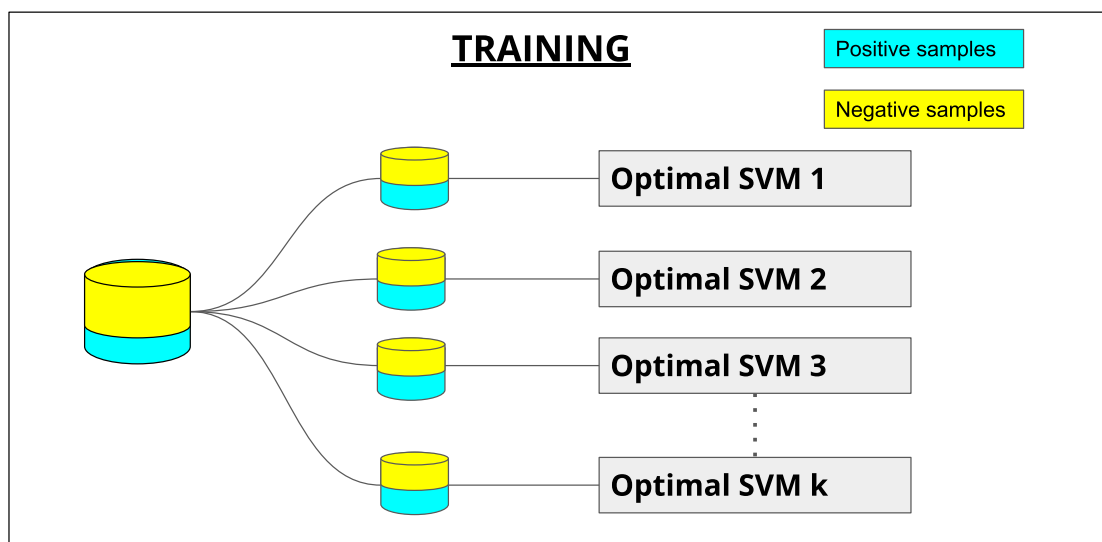 TRAINING
Positive samples
Negative samples
Optimal SVM 1
Optimal SVM 2
Optimal SVM 3
Optimal SVM k